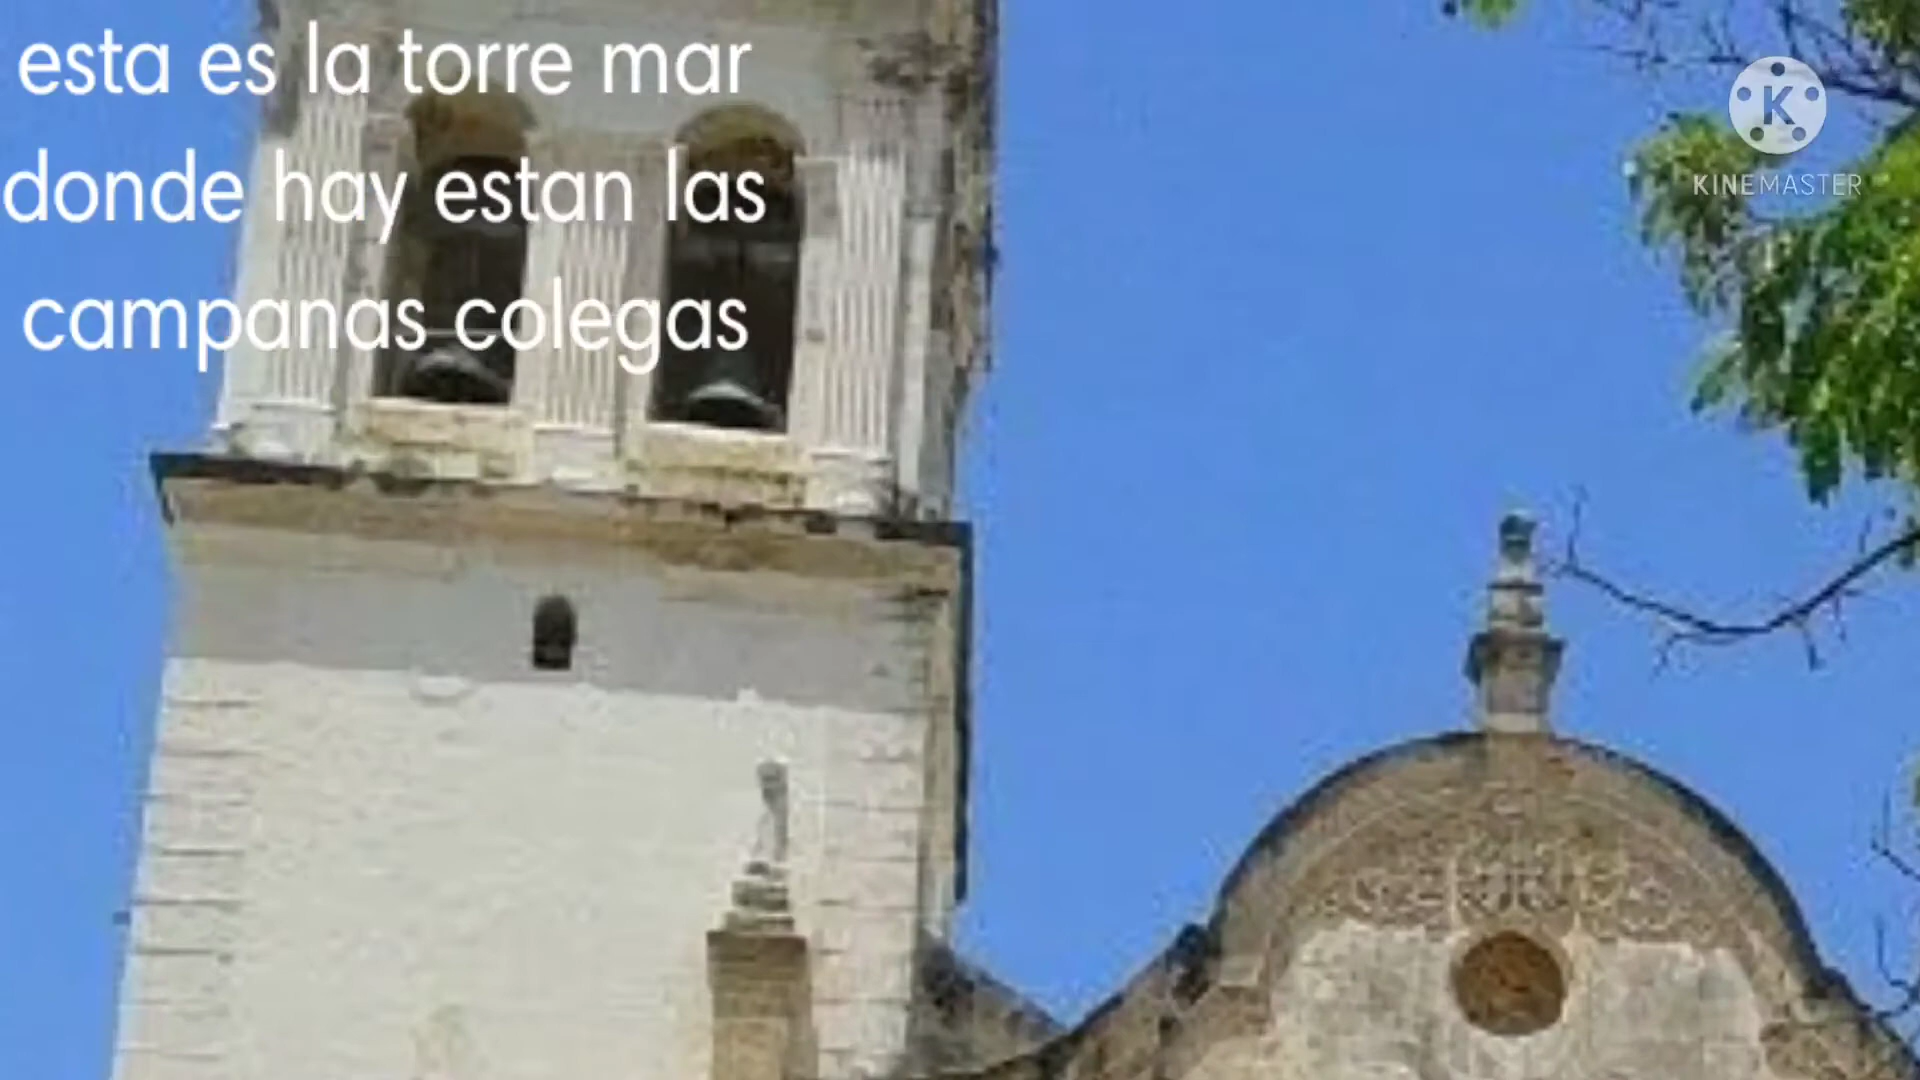 esta es la torre mar
donde hay estan las
campanas colegas
K
KINEMASTER